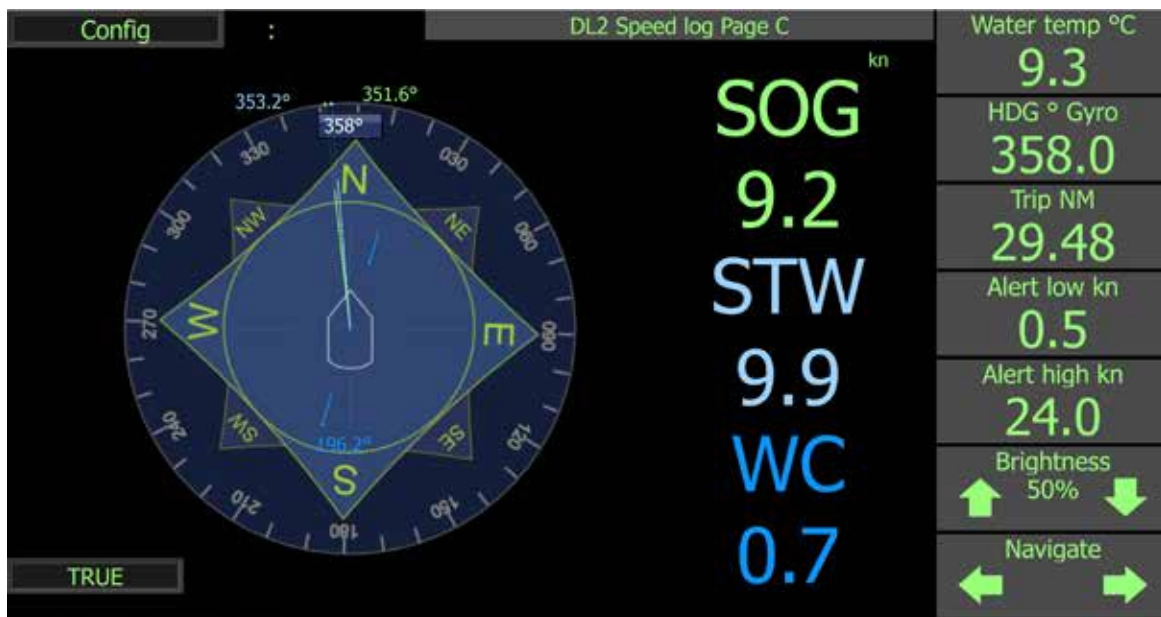 Config
:
DL2 Speed log Page C
353.2°
351.6°
358°
330
030
N
NW
NE
300
060
W
E
270
090
SW
SE
240
120
196.2°
S
210
150
180
TRUE
kn
SOG
9.2
STW
9.9
WC
0.7
Water temp °C
9.3
HDG ° Gyro
358.0
Trip NM
29.48
Alert low kn
0.5
Alert high kn
24.0
Brightness
50%
Navigate